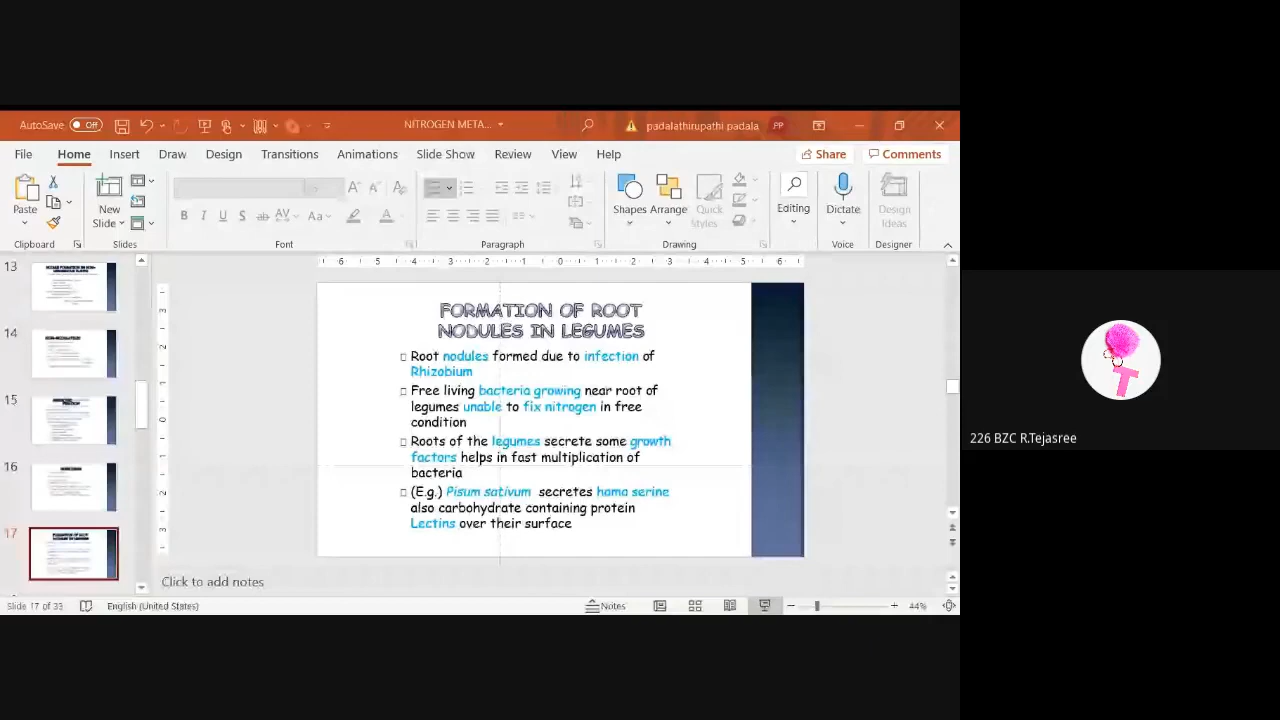 AutoSave Off NITROGEN META... padalathirupathi padala PP
File Home Insert Draw Design Transitions Animations Slide Show Review View Help Share Comments
Paste New Slide Shapes Arrange Quick Styles Editing Dictate Design Ideas
Clipboard Slides Font Paragraph Drawing Voice Designer
13
14
15
16
17
FORMATION OF ROOT
NODULES IN LEGUMES
Root nodules formed due to infection of
Rhizobium
Free living bacteria growing near root of
legumes unable to fix nitrogen in free
condition
Roots of the legumes secrete some growth
factors helps in fast multiplication of
bacteria
(E.g.) Pisum sativum secretes homa serine
also carbohydrate containing protein
Lectins over their surface
Click to add notes
Slide 17 of 33 English (United States) Notes 44%
226 BZC R.Tejasree